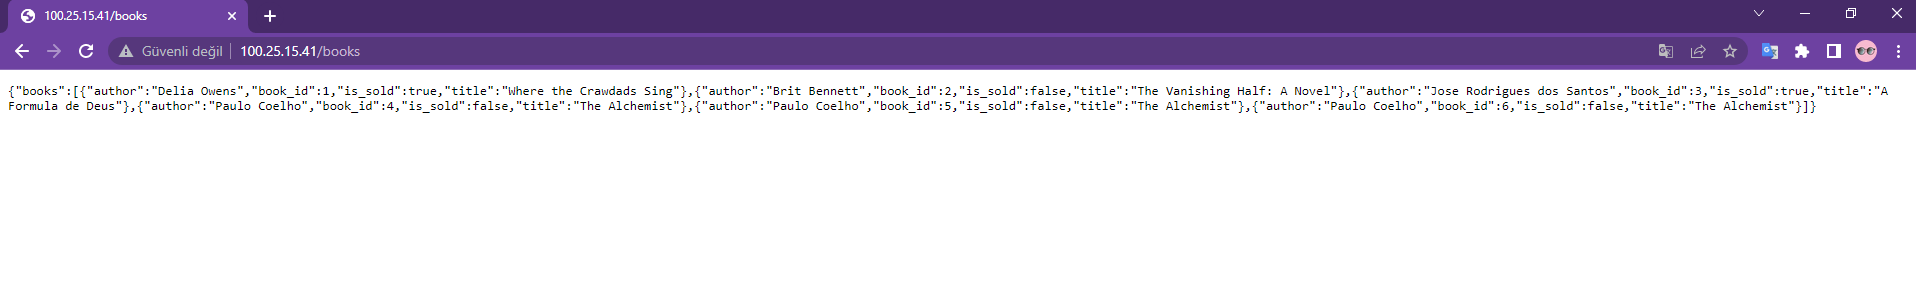 100.25.15.41/books
Güvenli değil 100.25.15.41/books
{"books":[{"author":"Delia Owens","book_id":1,"is_sold":true,"title":"Where the Crawdads Sing"},{"author":"Brit Bennett","book_id":2,"is_sold":false,"title":"The Vanishing Half: A Novel"},{"author":"Jose Rodrigues dos Santos","book_id":3,"is_sold":true,"title":"A
Formula de Deus"},{"author":"Paulo Coelho","book_id":4,"is_sold":false,"title":"The Alchemist"},{"author":"Paulo Coelho","book_id":5,"is_sold":false,"title":"The Alchemist"},{"author":"Paulo Coelho","book_id":6,"is_sold":false,"title":"The Alchemist"}]}